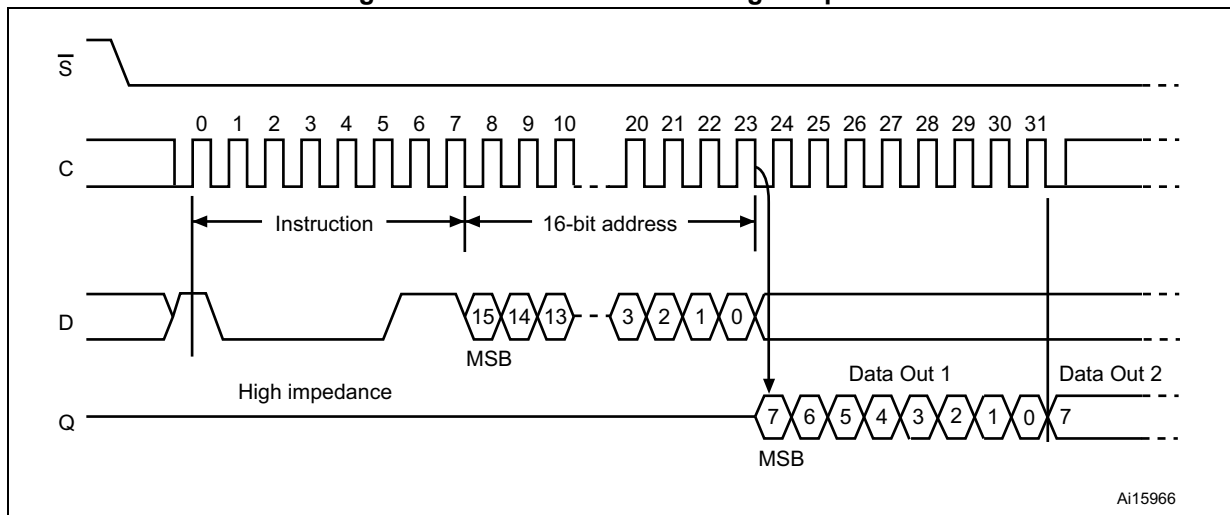 S
0 1 2 3 4 5 6 7 8 9 10 20 21 22 23 24 25 26 27 28 29 30 31
C
Instruction 16-bit address
D 15 14 13 3 2 1 0
MSB
High impedance Data Out 1 Data Out 2
Q 7 6 5 4 3 2 1 0 7
MSB
Ai15966